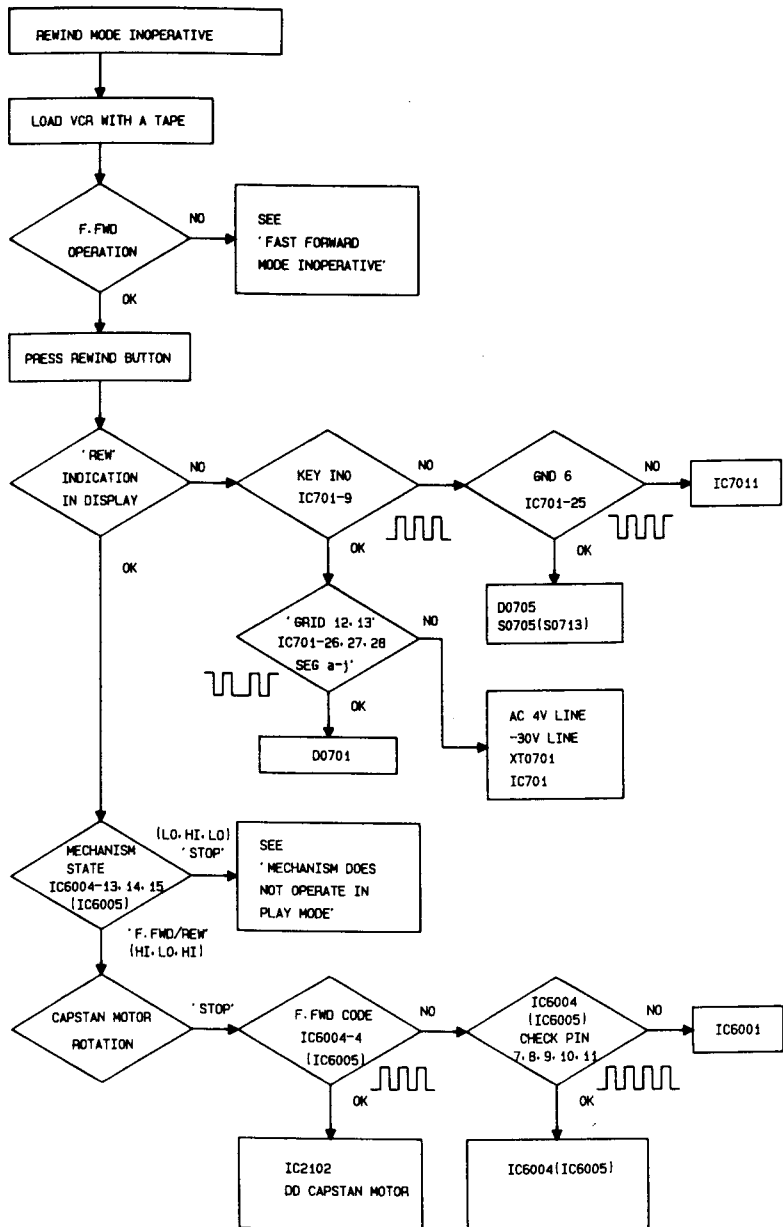 REWIND MODE INOPERATIVE
LOAD VCR WITH A TAPE
F.FWD
OPERATION
NO
SEE
'FAST FORWARD
MODE INOPERATIVE'
OK
PRESS REWIND BUTTON
'REW'
INDICATION
IN DISPLAY
NO
KEY IN0
IC701-9
NO
GND 6
IC701-25
NO
IC7011
OK
OK
OK
D0705
S0705(S0713)
'GRID 12,13'
IC701-26,27,28
SEG a-j'
NO
OK
D0701
AC 4V LINE
-30V LINE
XT0701
IC701
MECHANISM
STATE
IC6004-13,14,15
(IC6005)
(LO,HI,LO)
'STOP'
SEE
'MECHANISM DOES
NOT OPERATE IN
PLAY MODE'
'F.FWD/REW'
(HI,LO,HI)
CAPSTAN MOTOR
ROTATION
'STOP'
F.FWD CODE
IC6004-4
(IC6005)
NO
IC6004
(IC6005)
CHECK PIN
7,8,9,10,11
NO
IC6001
OK
OK
IC2102
DD CAPSTAN MOTOR
IC6004(IC6005)